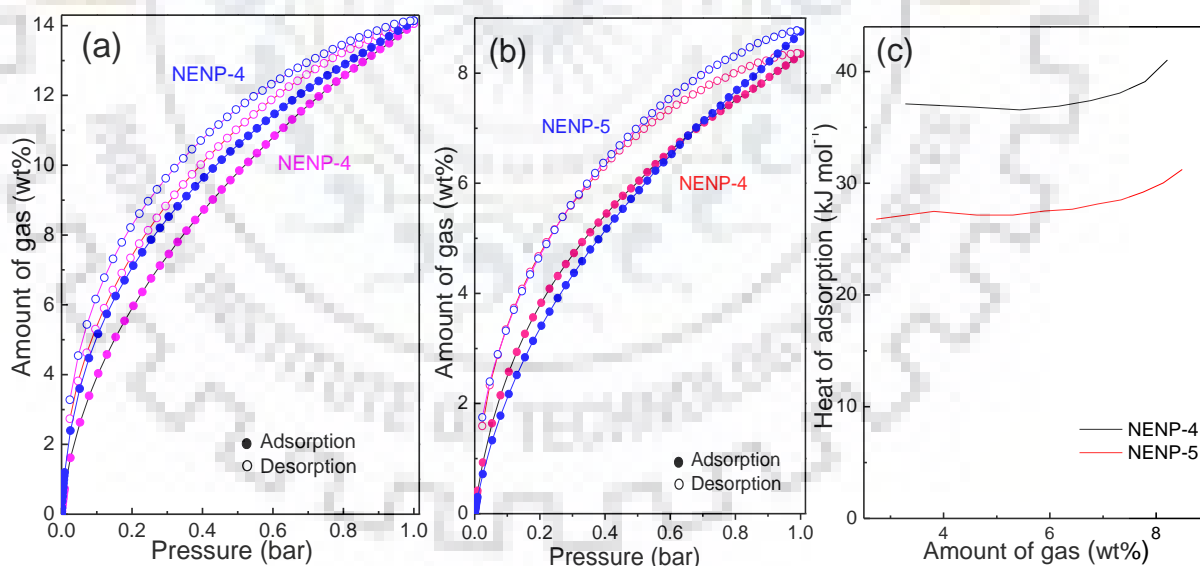 (a)
NENP-4
NENP-4
Adsorption
Desorption
Amount of gas (wt%)
0
2
4
6
8
10
12
14
0.0 0.2 0.4 0.6 0.8 1.0
Pressure (bar)
(b)
NENP-5
NENP-4
Adsorption
Desorption
Amount of gas (wt%)
0
2
4
6
8
0.0 0.2 0.4 0.6 0.8 1.0
Pressure (bar)
(c)
NENP-4
NENP-5
Heat of adsorption (kJ mol⁻¹)
0
10
20
30
40
4 6 8
Amount of gas (wt%)